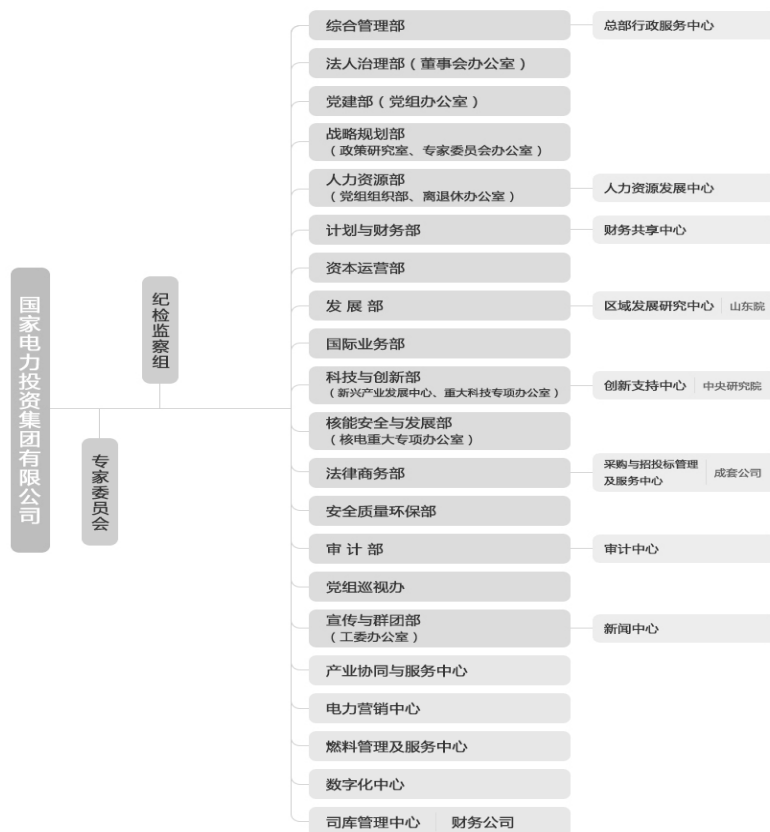 国家电力投资集团有限公司
纪检监察组
专家委员会
综合管理部
总部行政服务中心
法人治理部（董事会办公室）
党建部（党组办公室）
战略规划部
（政策研究室、专家委员会办公室）
人力资源部
（党组组织部、离退休办公室）
人力资源发展中心
计划与财务部
财务共享中心
资本运营部
发 展 部
区域发展研究中心 山东院
国际业务部
科技与创新部
（新兴产业发展中心、重大科技专项办公室）
创新支持中心 中央研究院
核能安全与发展部
（核电重大专项办公室）
法律商务部
采购与招投标管理
及服务中心
成套公司
安全质量环保部
审 计 部
审计中心
党组巡视办
宣传与群团部
（工委办公室）
新闻中心
产业协同与服务中心
电力营销中心
燃料管理及服务中心
数字化中心
司库管理中心 财务公司